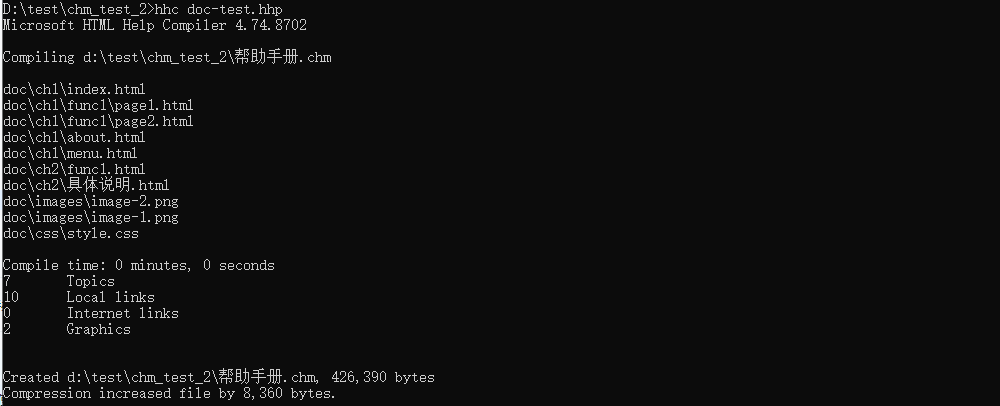 D:\test\chm_test_2>hhc doc-test.hhp
Microsoft HTML Help Compiler 4.74.8702
Compiling d:\test\chm_test_2\帮助手册.chm
doc\ch1\index.html
doc\ch1\func1\page1.html
doc\ch1\func1\page2.html
doc\ch1\about.html
doc\ch1\menu.html
doc\ch2\func1.html
doc\ch2\具体说明.html
doc\images\image-2.png
doc\images\image-1.png
doc\css\style.css
Compile time: 0 minutes, 0 seconds
7 Topics
10 Local links
0 Internet links
2 Graphics
Created d:\test\chm_test_2\帮助手册.chm, 426,390 bytes
Compression increased file by 8,360 bytes.